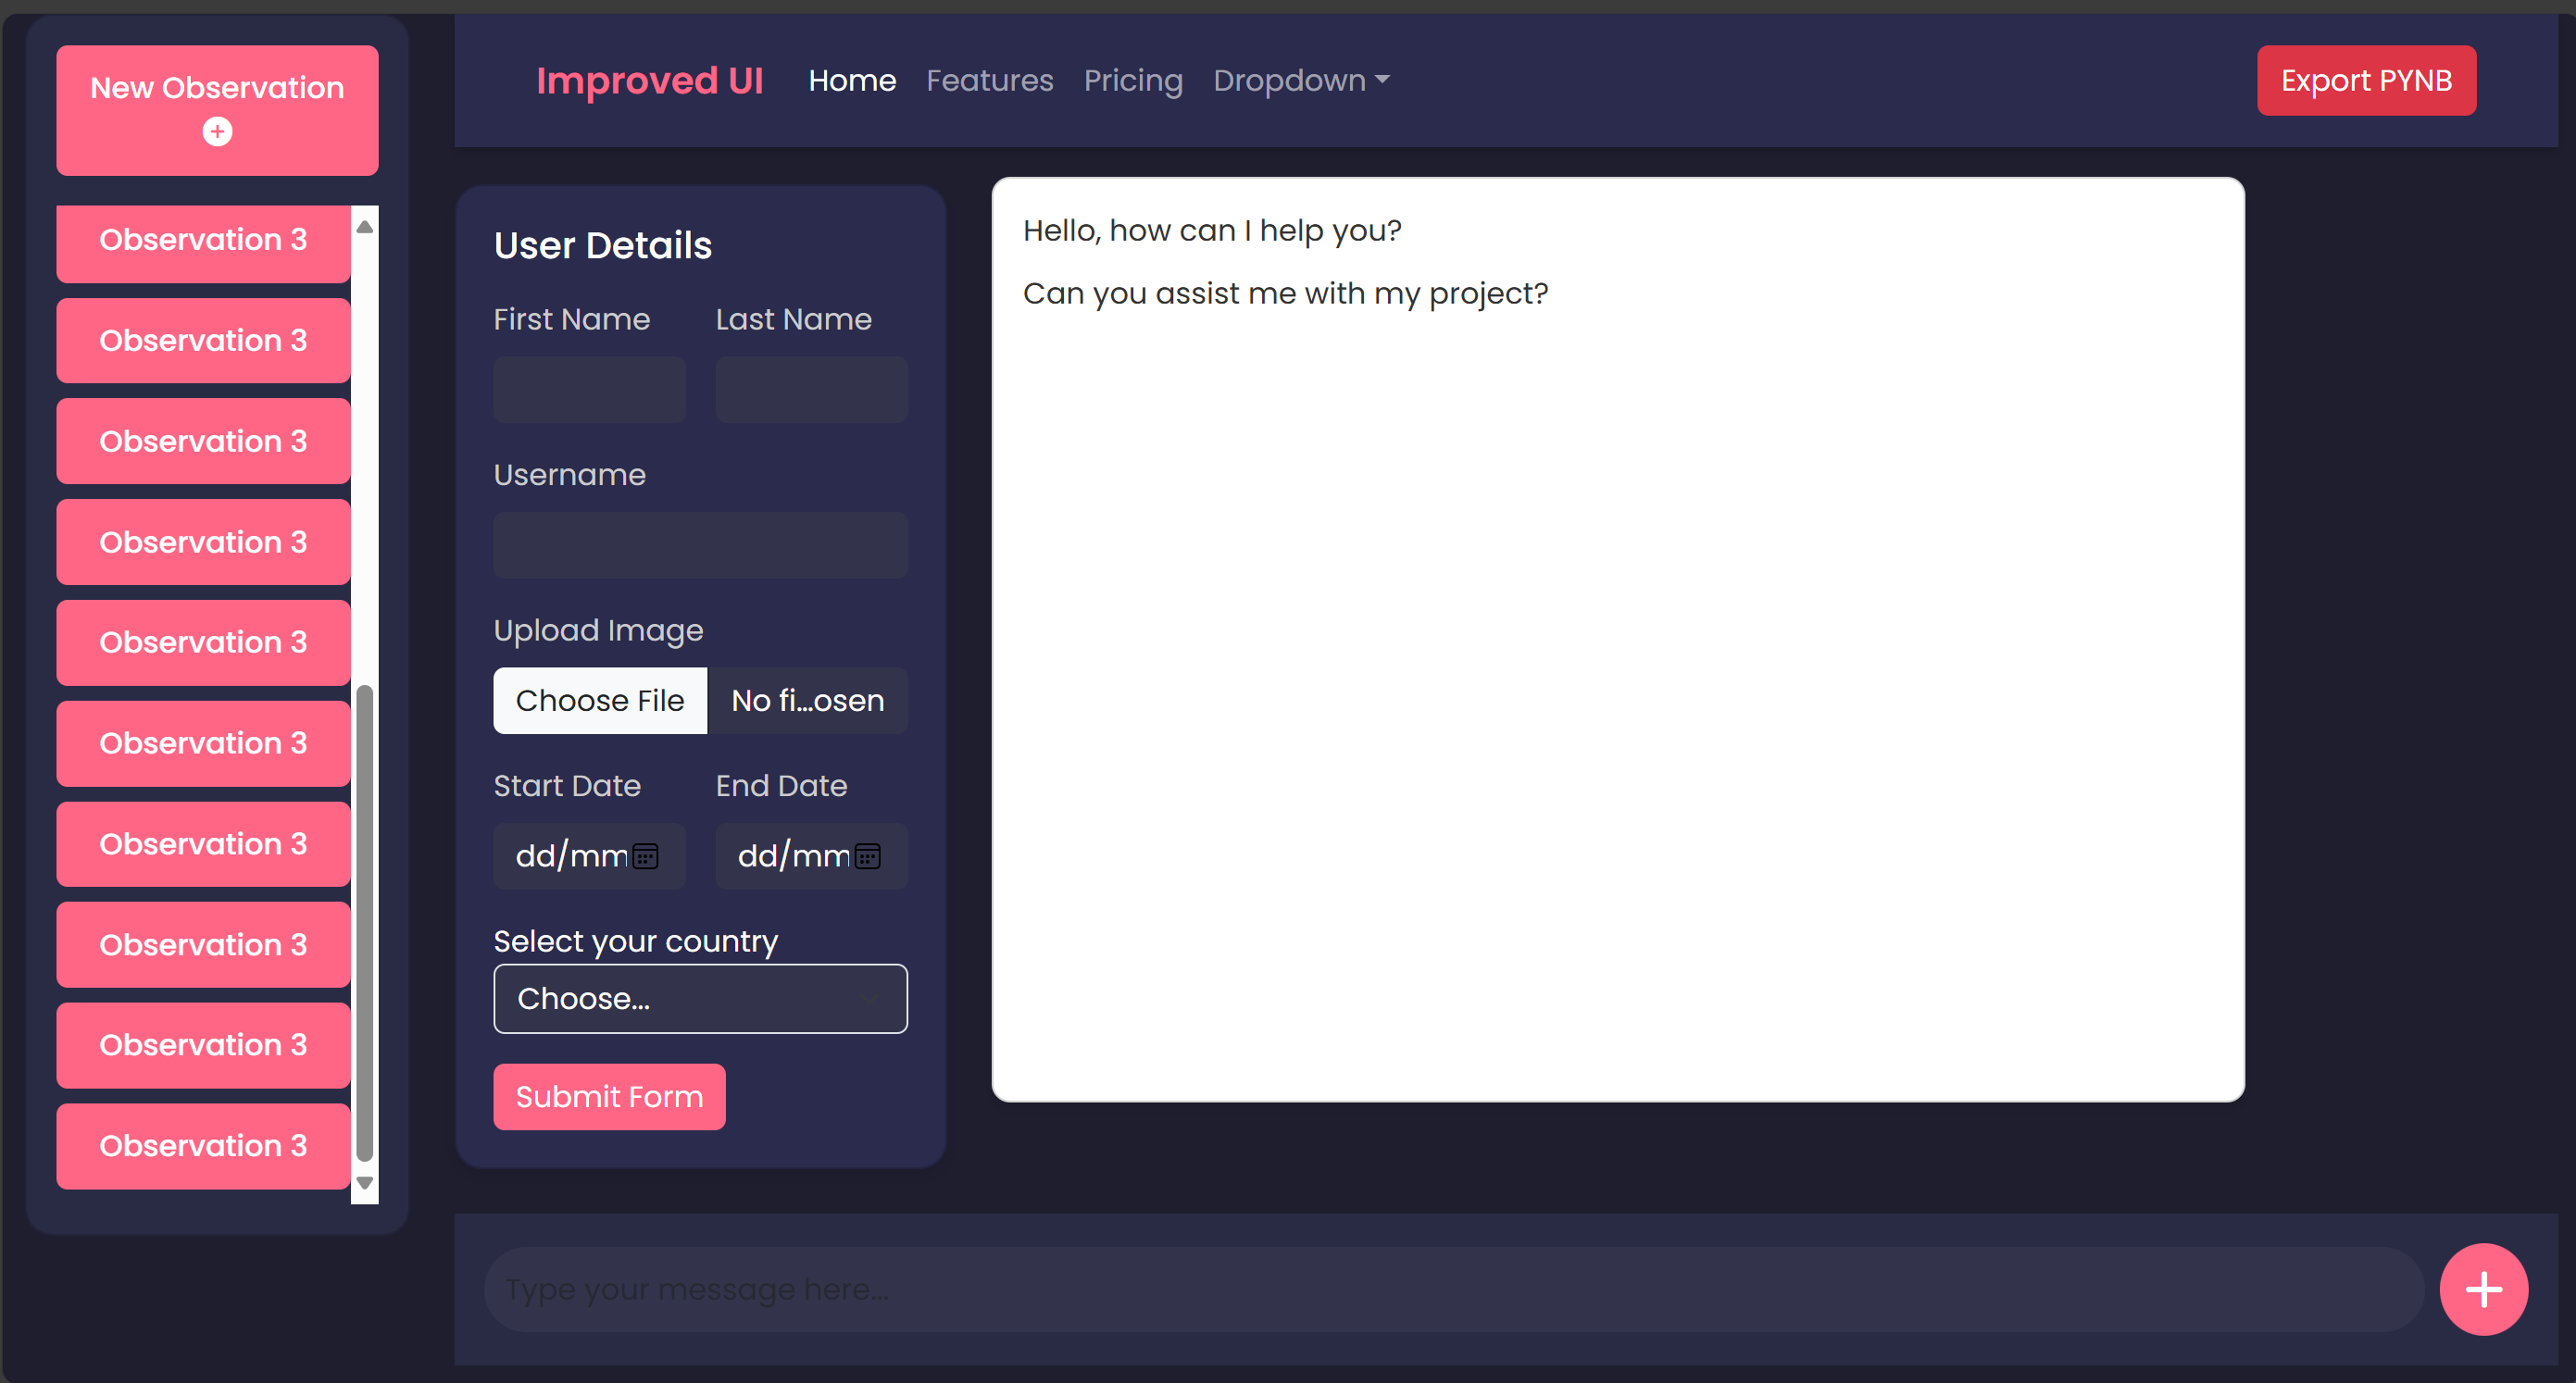 New Observation
Observation 3
Observation 3
Observation 3
Observation 3
Observation 3
Observation 3
Observation 3
Observation 3
Observation 3
Observation 3
Improved UI Home Features Pricing Dropdown Export PYNB
User Details
First Name Last Name
Username
Upload Image
Choose File No fi...osen
Start Date End Date
dd/mm dd/mm
Select your country
Choose...
Submit Form
Hello, how can I help you?
Can you assist me with my project?
Type your message here...